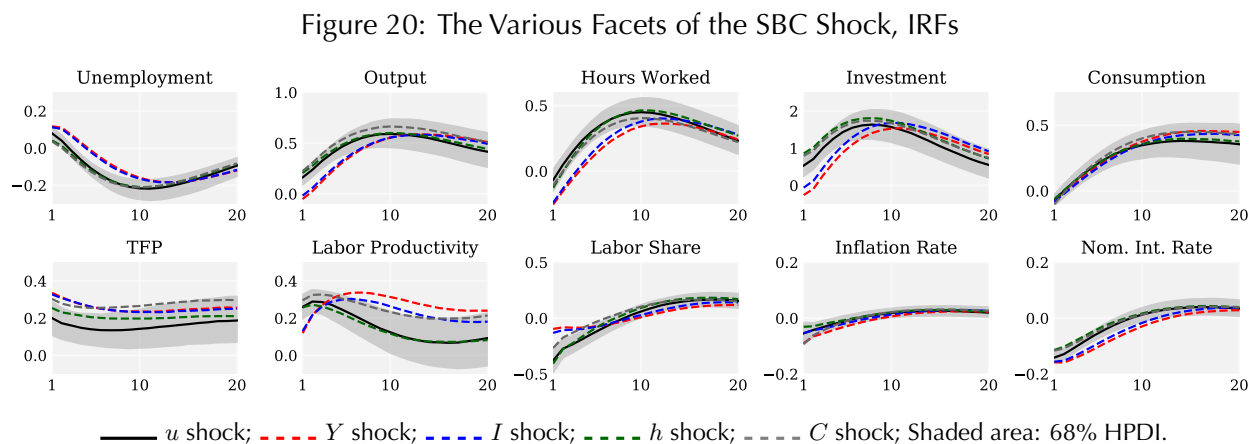 Figure 20: The Various Facets of the SBC Shock, IRFs
Unemployment Output Hours Worked Investment Consumption
0.2 0.0 −0.2 1 10 20
1.0 0.5 0.0 1 10 20
0.5 0.0 1 10 20
2 1 0 1 10 20
0.5 0.0 1 10 20
TFP Labor Productivity Labor Share Inflation Rate Nom. Int. Rate
0.4 0.2 0.0 1 10 20
0.4 0.2 0.0 1 10 20
0.5 0.0 −0.5 1 10 20
0.2 0.0 −0.2 1 10 20
0.2 0.0 −0.2 1 10 20
u shock; Y shock; I shock; h shock; C shock; Shaded area: 68% HPDI.